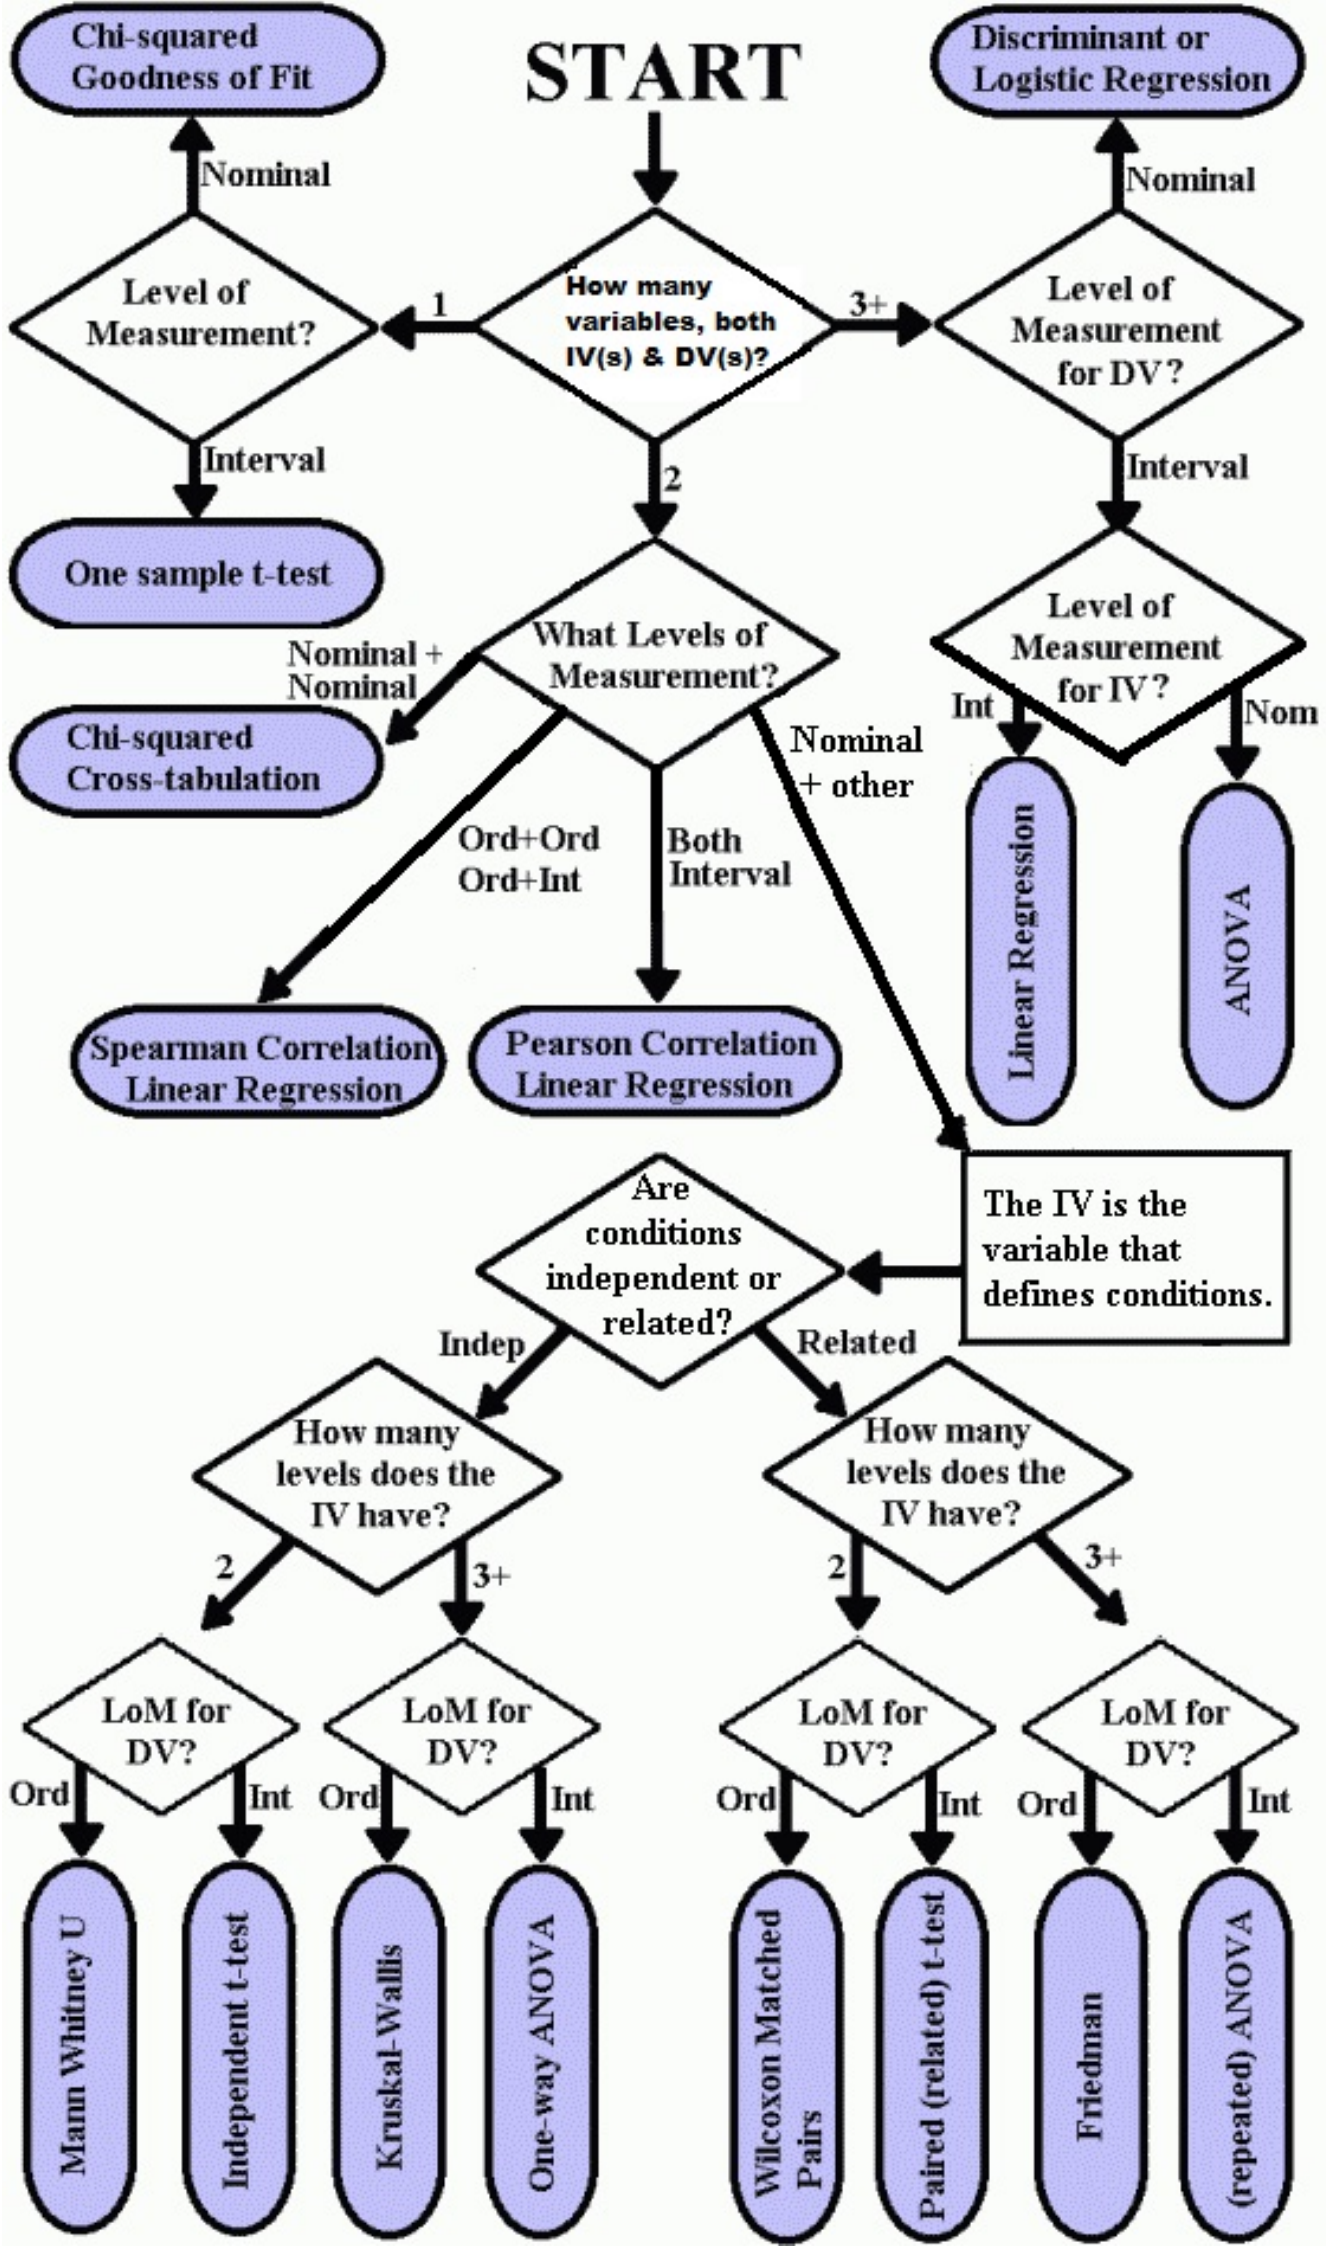 START
Chi-squared
Goodness of Fit
Discriminant or
Logistic Regression
Nominal
Nominal
Level of
Measurement?
1
How many
variables, both
IV(s) & DV(s)?
3+
Level of
Measurement
for DV?
Interval
2
Interval
One sample t-test
What Levels of
Measurement?
Level of
Measurement
for IV?
Nominal +
Nominal
Int
Nom
Chi-squared
Cross-tabulation
Nominal
+ other
Ord+Ord
Ord+Int
Both
Interval
Linear Regression
ANOVA
Spearman Correlation
Linear Regression
Pearson Correlation
Linear Regression
The IV is the
variable that
defines conditions.
Are
conditions
independent or
related?
Indep
Related
How many
levels does the
IV have?
How many
levels does the
IV have?
2
3+
2
3+
LoM for
DV?
LoM for
DV?
LoM for
DV?
LoM for
DV?
Ord
Int
Ord
Int
Ord
Int
Ord
Int
Mann Whitney U
Independent t-test
Kruskal-Wallis
One-way ANOVA
Wilcoxon Matched
Pairs
Paired (related) t-test
Friedman
(repeated) ANOVA